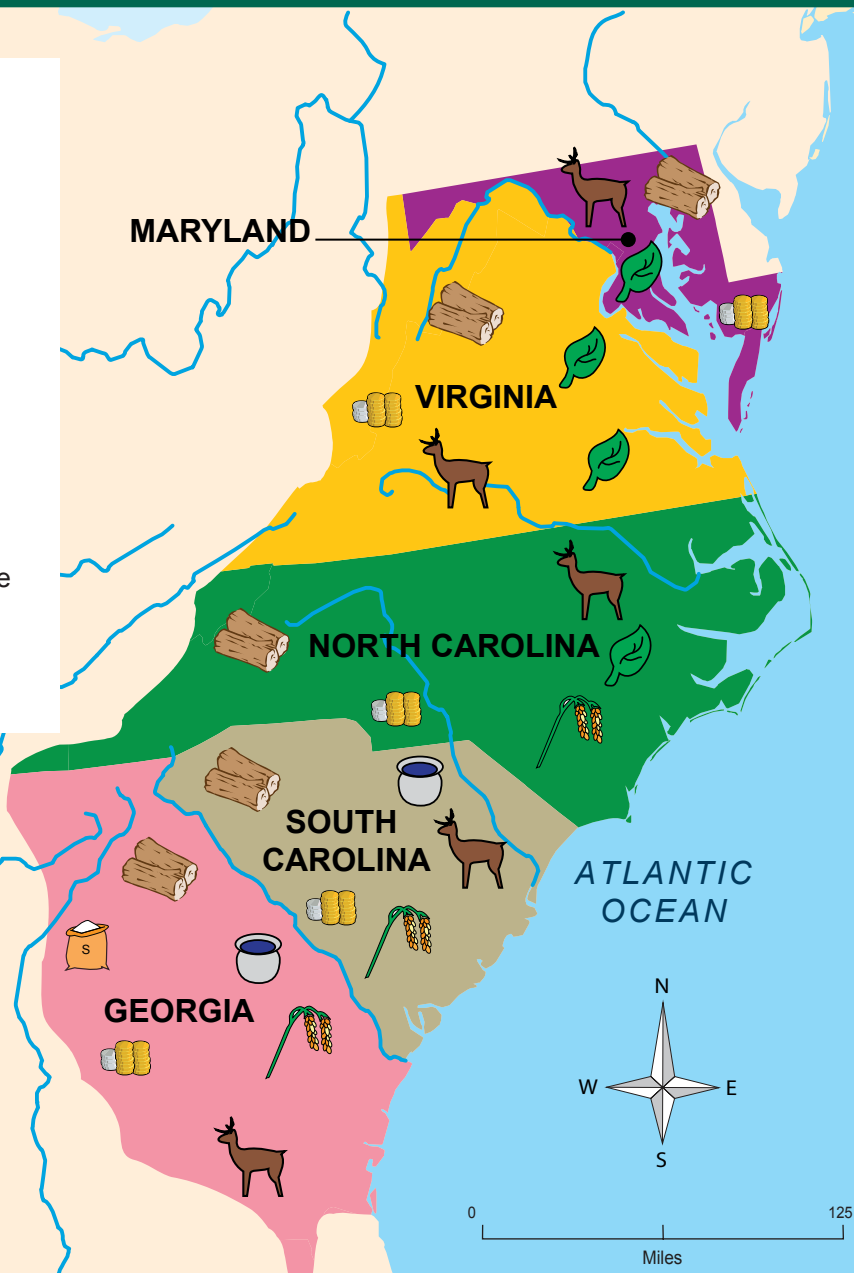 MARYLAND
VIRGINIA
e
NORTH CAROLINA
SOUTH
CAROLINA
ATLANTIC
OCEAN
S
GEORGIA
N
W
E
S
0
125
Miles